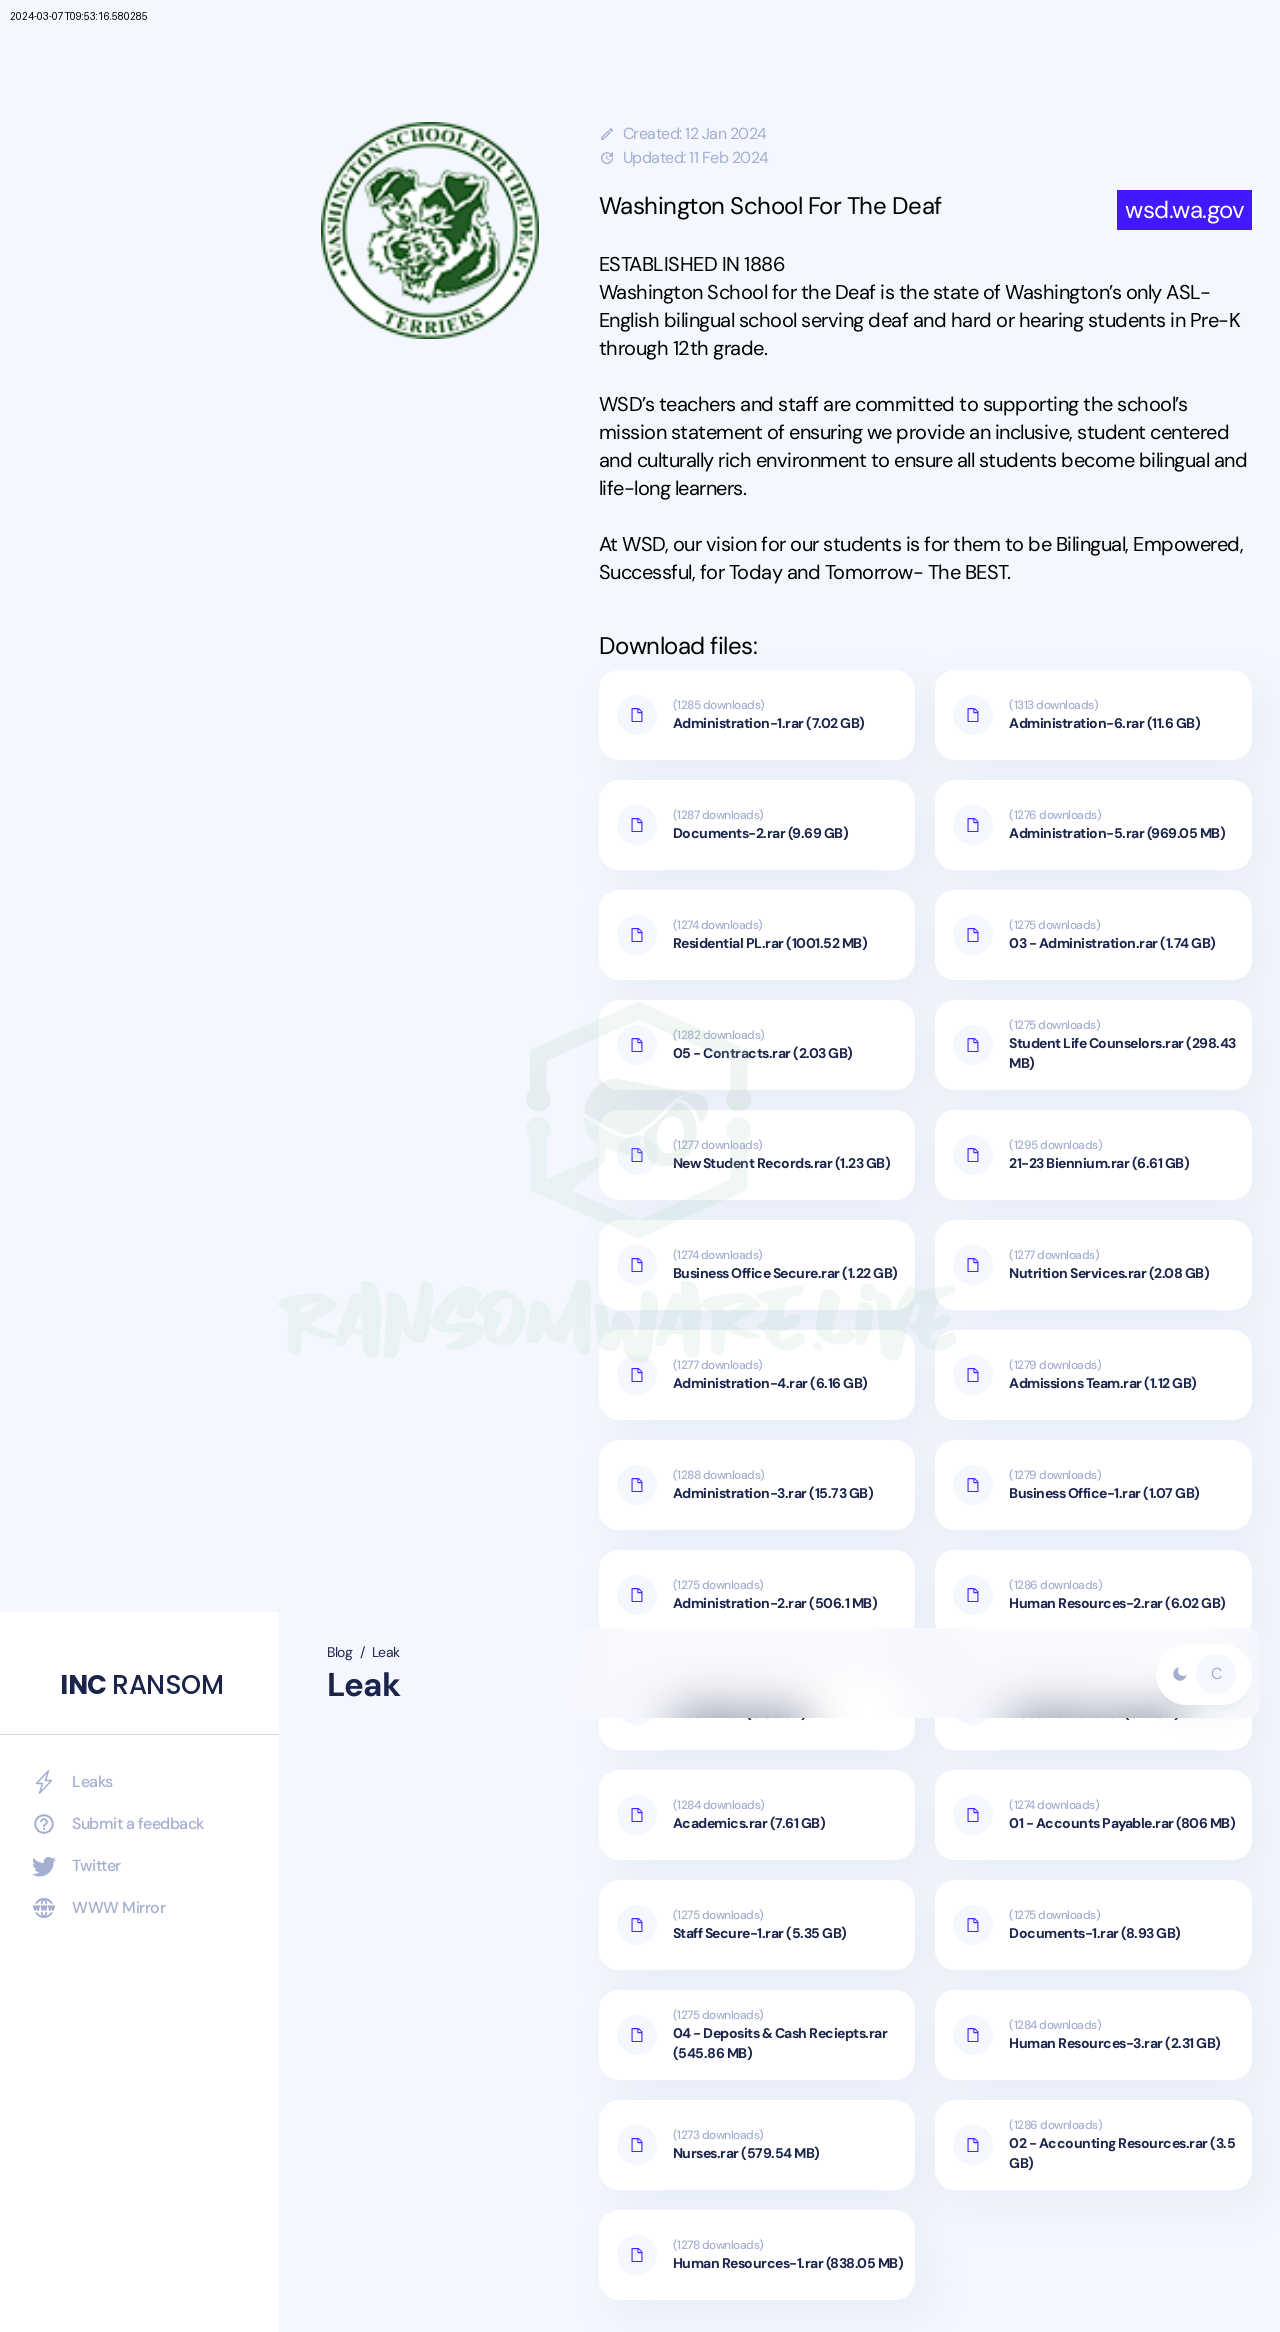 2024-03-07T09:53:16.580285
WASHINGTON SCHOOL FOR THE DEAF
TERRIERS
Created: 12 Jan 2024
Updated: 11 Feb 2024
Washington School For The Deaf
wsd.wa.gov
ESTABLISHED IN 1886
Washington School for the Deaf is the state of Washington’s only ASL-
English bilingual school serving deaf and hard or hearing students in Pre-K
through 12th grade.
WSD’s teachers and staff are committed to supporting the school’s
mission statement of ensuring we provide an inclusive, student centered
and culturally rich environment to ensure all students become bilingual and
life-long learners.
At WSD, our vision for our students is for them to be Bilingual, Empowered,
Successful, for Today and Tomorrow- The BEST.
Download files:
(1285 downloads)
Administration-1.rar (7.02 GB)
(1313 downloads)
Administration-6.rar (11.6 GB)
(1287 downloads)
Documents-2.rar (9.69 GB)
(1276 downloads)
Administration-5.rar (969.05 MB)
(1274 downloads)
Residential PL.rar (1001.52 MB)
(1275 downloads)
03 - Administration.rar (1.74 GB)
(1282 downloads)
05 - Contracts.rar (2.03 GB)
(1275 downloads)
Student Life Counselors.rar (298.43
MB)
(1277 downloads)
New Student Records.rar (1.23 GB)
(1295 downloads)
21-23 Biennium.rar (6.61 GB)
(1274 downloads)
Business Office Secure.rar (1.22 GB)
(1277 downloads)
Nutrition Services.rar (2.08 GB)
RANSOMWARE.LIVE
(1277 downloads)
Administration-4.rar (6.16 GB)
(1279 downloads)
Admissions Team.rar (1.12 GB)
(1288 downloads)
Administration-3.rar (15.73 GB)
(1279 downloads)
Business Office-1.rar (1.07 GB)
(1275 downloads)
Administration-2.rar (506.1 MB)
(1286 downloads)
Human Resources-2.rar (6.02 GB)
INC RANSOM
Blog / Leak
Leak
C
Leaks
Submit a feedback
Twitter
WWW Mirror
(1284 downloads)
Academics.rar (7.61 GB)
(1274 downloads)
01 - Accounts Payable.rar (806 MB)
(1275 downloads)
Staff Secure-1.rar (5.35 GB)
(1275 downloads)
Documents-1.rar (8.93 GB)
(1275 downloads)
04 - Deposits & Cash Reciepts.rar
(545.86 MB)
(1284 downloads)
Human Resources-3.rar (2.31 GB)
(1273 downloads)
Nurses.rar (579.54 MB)
(1286 downloads)
02 - Accounting Resources.rar (3.5
GB)
(1278 downloads)
Human Resources-1.rar (838.05 MB)